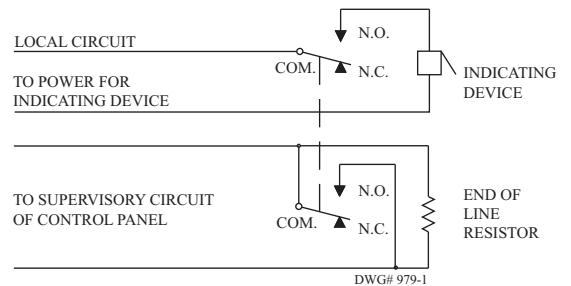 LOCAL CIRCUIT
N.O.
COM.
N.C.
TO POWER FOR
INDICATING DEVICE
INDICATING
DEVICE
TO SUPERVISORY CIRCUIT
OF CONTROL PANEL
N.O.
COM.
N.C.
END OF
LINE
RESISTOR
DWG# 979-1